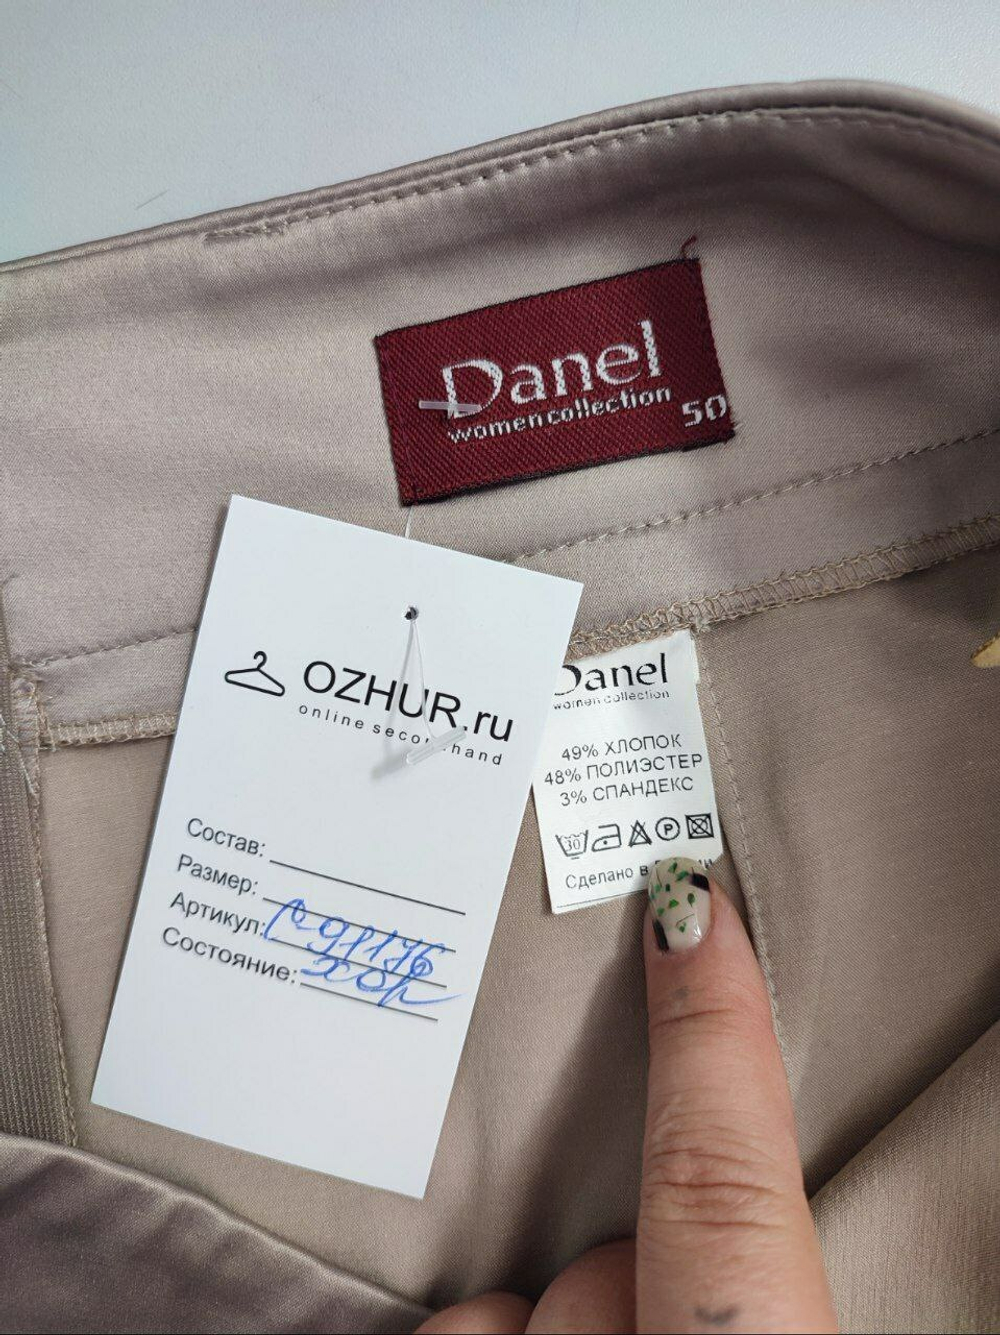 Danel
women collection
50
OZHUR.ru
online second hand
Danel
women collection
49% ХЛОПОК
48% ПОЛИЭСТЕР
3% СПАНДЕКС
30
P
Сделано в
Состав:
Размер:
Артикул:
Состояние: хор